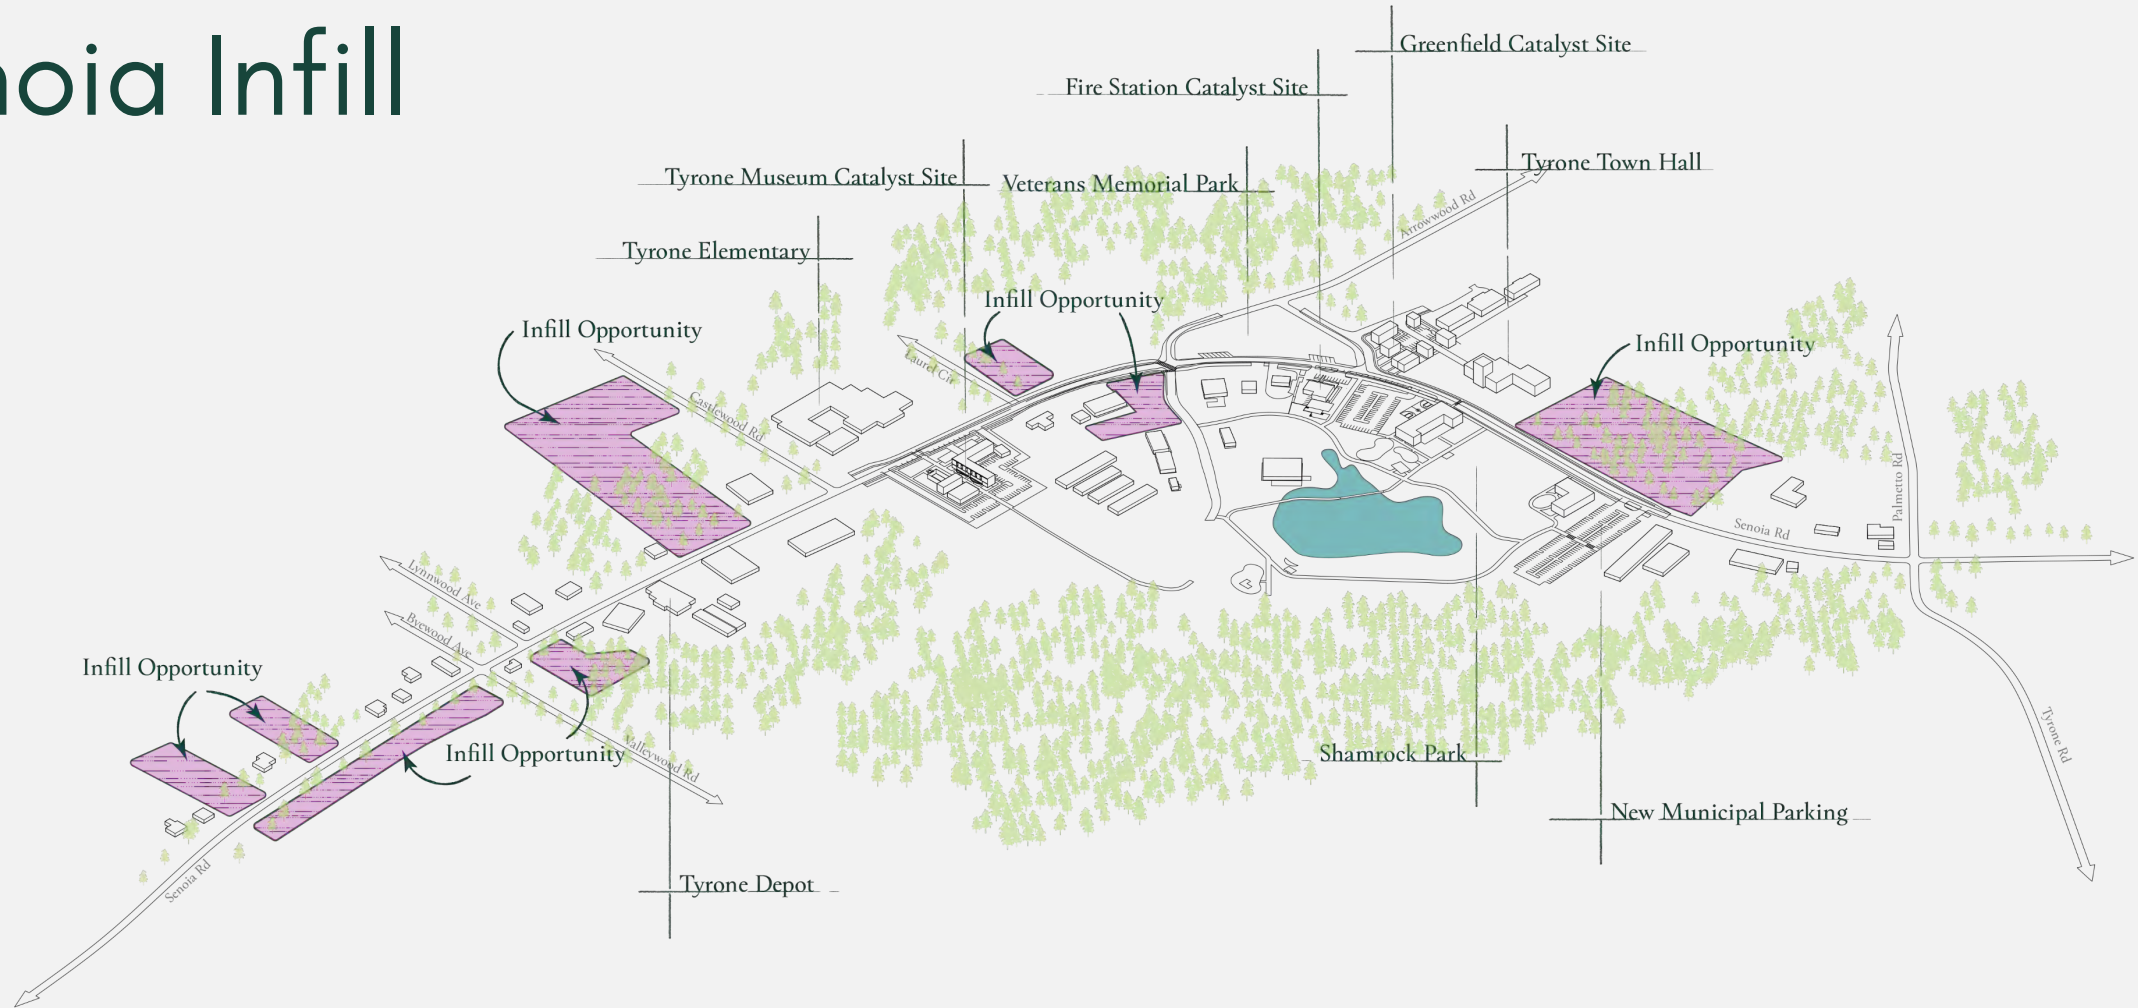 noia Infill
Greenfield Catalyst Site
Fire Station Catalyst Site
Tyrone Town Hall
Tyrone Museum Catalyst Site
Veterans Memorial Park
Arrowwood Rd
Tyrone Elementary
Infill Opportunity
Infill Opportunity
Infill Opportunity
Laurel Cir
Castlewood Rd
Palmetto Rd
Senoia Rd
Lynnwood Ave
Byewood Ave
Infill Opportunity
Infill Opportunity
Valleywood Rd
Shamrock Park
Tyrone Rd
New Municipal Parking
Senoia Rd
Tyrone Depot